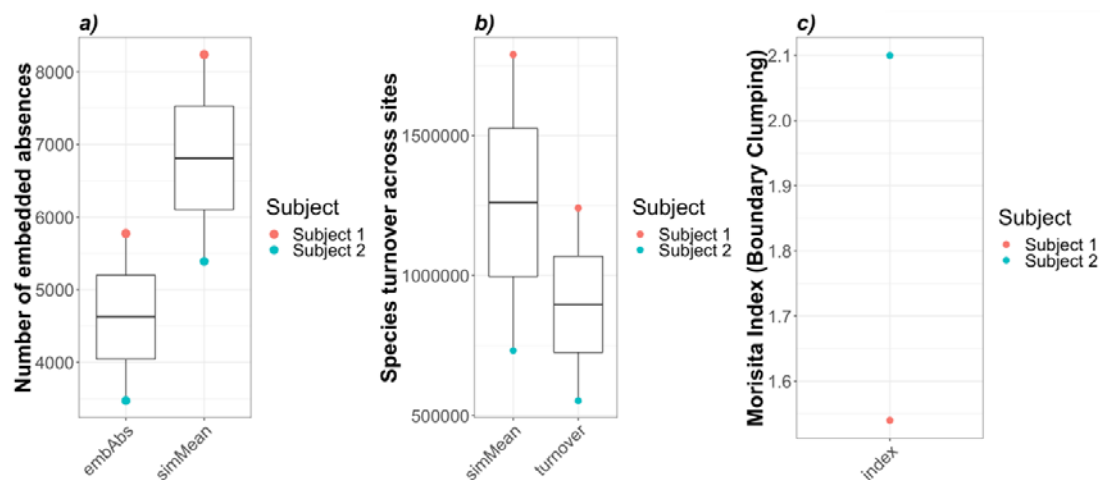 a)
Number of embedded absences
8000
7000
6000
5000
4000
embAbs
simMean
Subject
Subject 1
Subject 2
b)
Species turnover across sites
1500000
1000000
500000
simMean
turnover
Subject
Subject 1
Subject 2
c)
Morisita Index (Boundary Clumping)
2.1
2.0
1.9
1.8
1.7
1.6
index
Subject
Subject 1
Subject 2